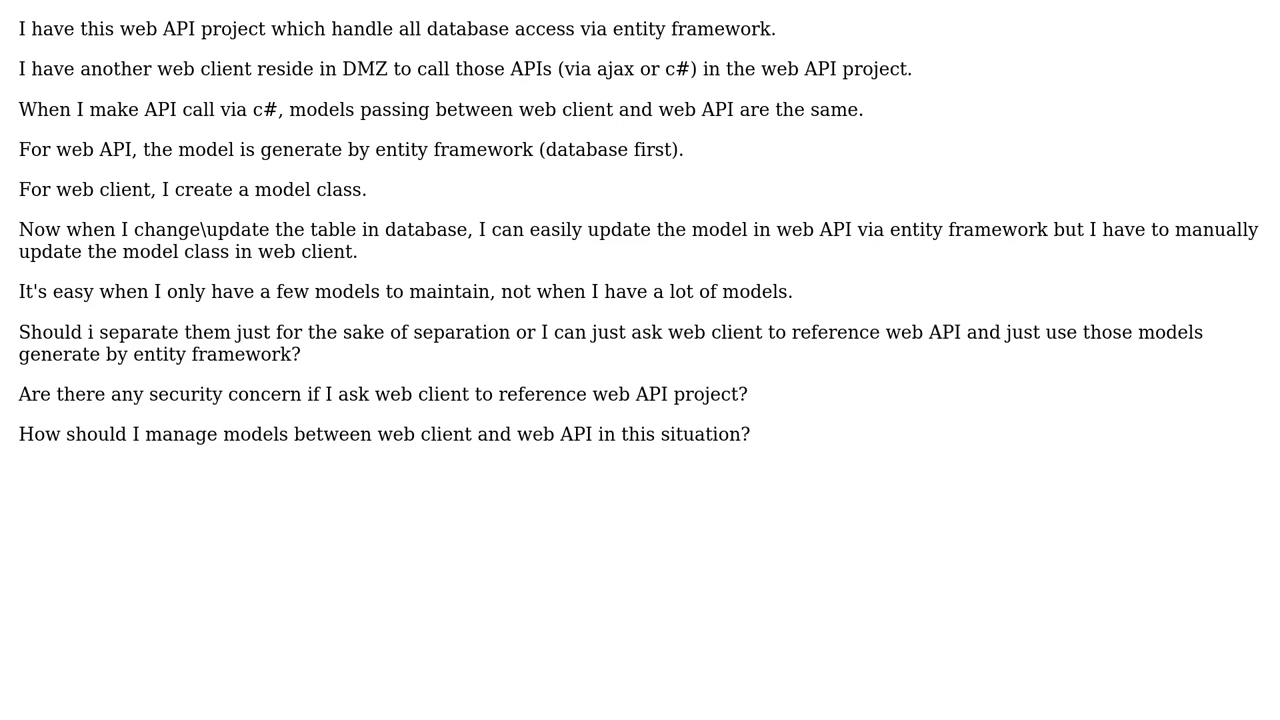 I have this web API project which handle all database access via entity framework.
I have another web client reside in DMZ to call those APIs (via ajax or c#) in the web API project.
When I make API call via c#, models passing between web client and web API are the same.
For web API, the model is generate by entity framework (database first).
For web client, I create a model class.
Now when I change\update the table in database, I can easily update the model in web API via entity framework but I have to manually
update the model class in web client.
It's easy when I only have a few models to maintain, not when I have a lot of models.
Should i separate them just for the sake of separation or I can just ask web client to reference web API and just use those models
generate by entity framework?
Are there any security concern if I ask web client to reference web API project?
How should I manage models between web client and web API in this situation?